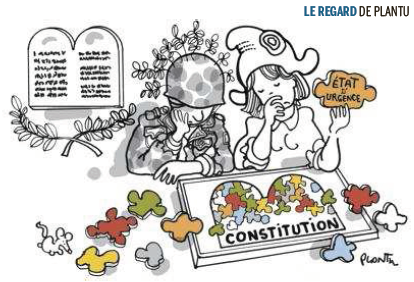 LE REGARD DE PLANTU
ÉTAT
D'
URGENCE
CONSTITUTION
PLANTU